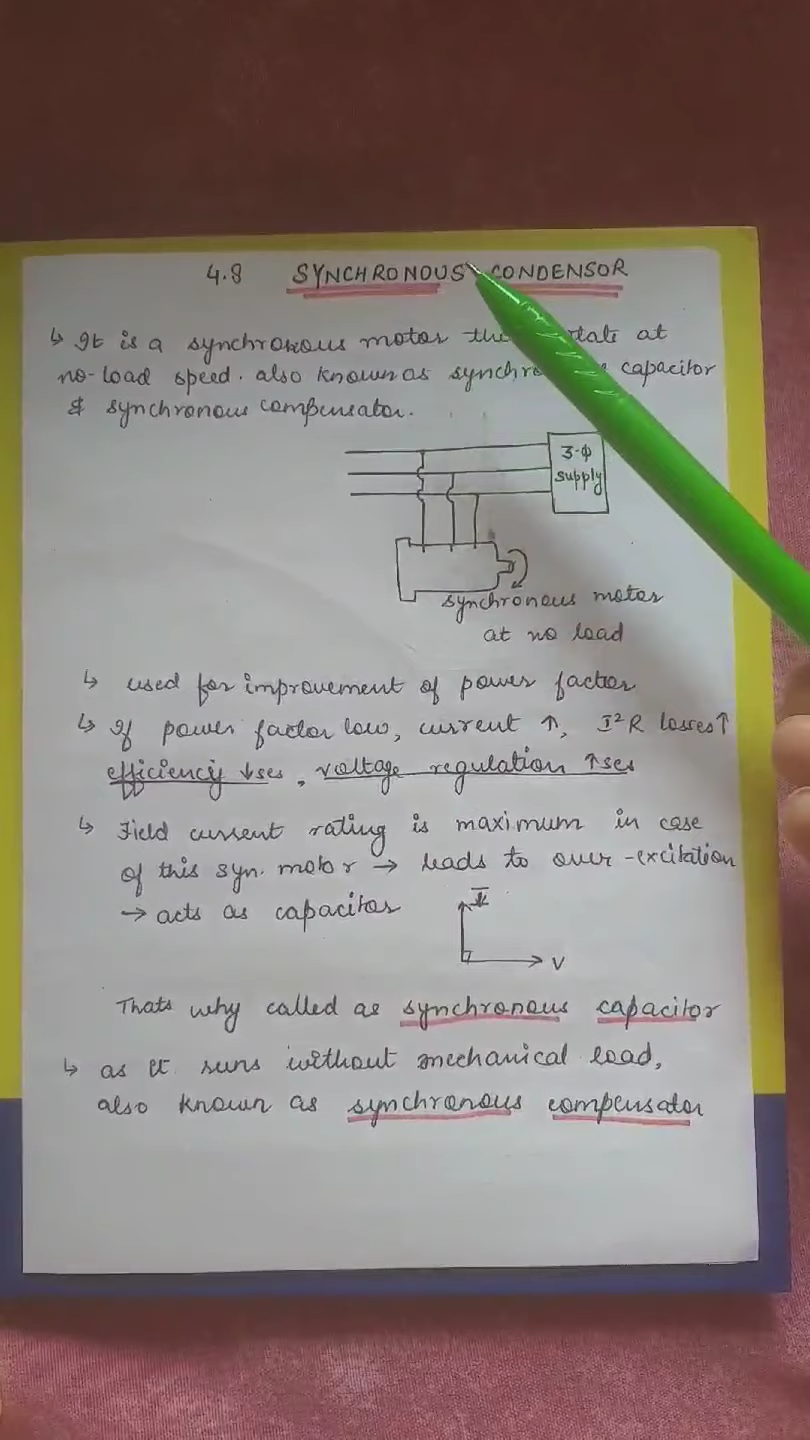 4.8 SYNCHRONOUS CONDENSOR
↳ It is a synchronous motor at
no-load speed. also known as capacitor
& synchronous compensator.
3-ϕ
supply
synchronous motor
at no load
↳ used for improvement of power factor
↳ If power factor low, current ↑, I²R losses↑
efficiency ↓ses, voltage regulation ↑ses
↳ Field current rating is maximum in case
of this syn. motor → leads to over-excitation
→ acts as capacitor
V
Thats why called as synchronous capacitor
↳ as it runs without mechanical load,
also known as synchronous compensator